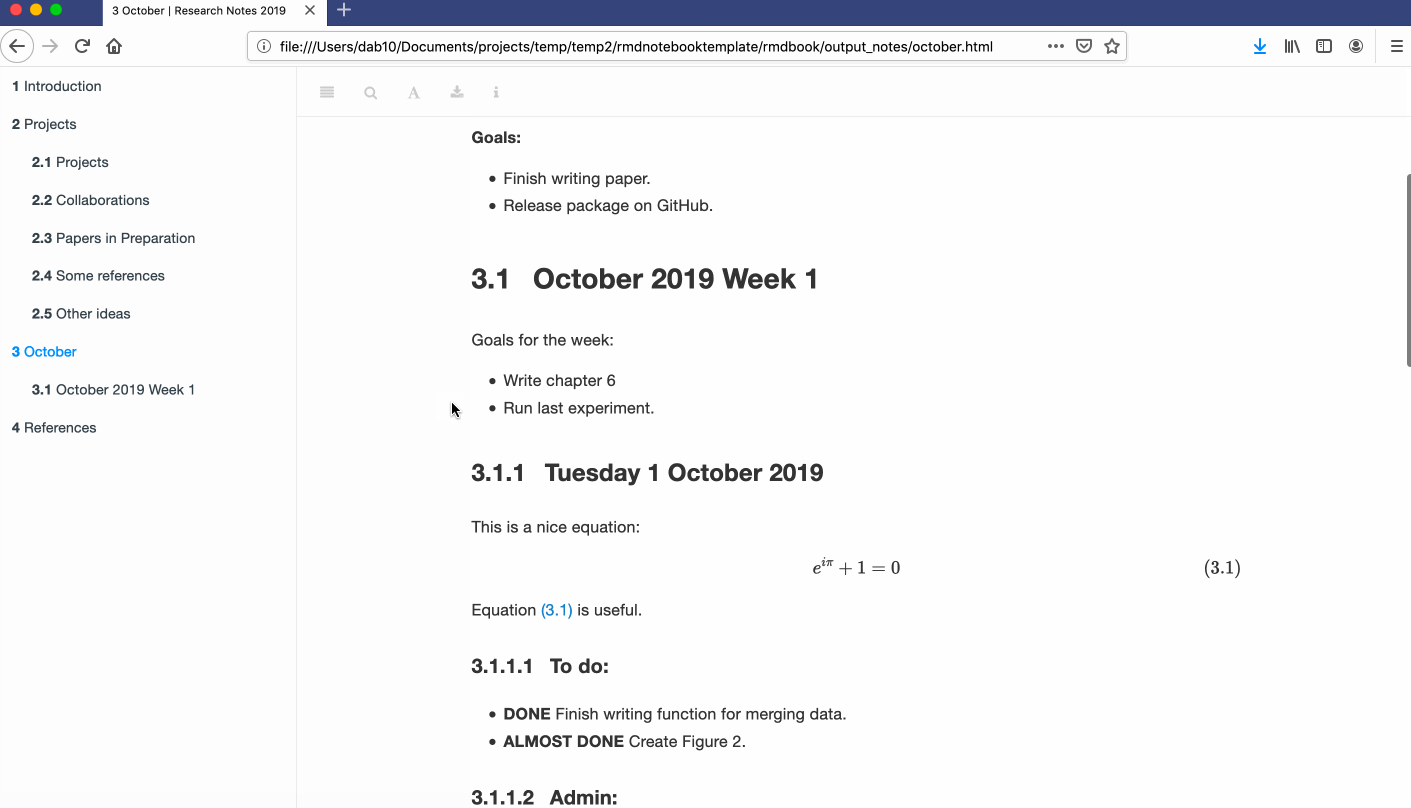 3 October | Research Notes 2019
file:///Users/dab10/Documents/projects/temp/temp2/rmdnotebooktemplate/rmdbook/output_notes/october.html
1 Introduction
2 Projects
2.1 Projects
2.2 Collaborations
2.3 Papers in Preparation
2.4 Some references
2.5 Other ideas
3 October
3.1 October 2019 Week 1
4 References
A
i
Goals:
• Finish writing paper.
• Release package on GitHub.
3.1 October 2019 Week 1
Goals for the week:
• Write chapter 6
• Run last experiment.
3.1.1 Tuesday 1 October 2019
This is a nice equation:
e^{iπ} + 1 = 0 (3.1)
Equation (3.1) is useful.
3.1.1.1 To do:
• DONE Finish writing function for merging data.
• ALMOST DONE Create Figure 2.
3.1.1.2 Admin: